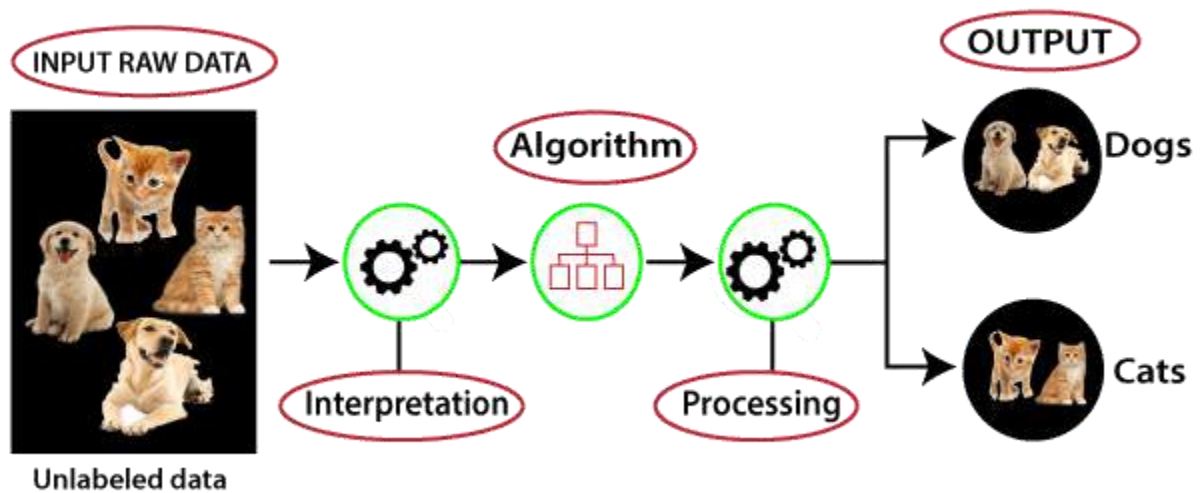 INPUT RAW DATA
OUTPUT
Algorithm
Dogs
Interpretation
Processing
Cats
Unlabeled data